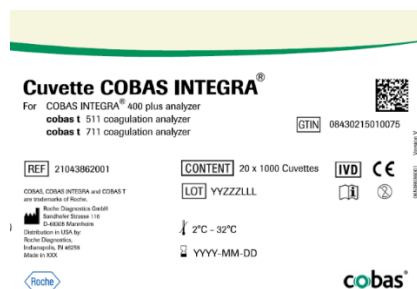 Cuvette COBAS INTEGRA®
For COBAS INTEGRA® 400 plus analyzer
cobas t 511 coagulation analyzer
cobas t 711 coagulation analyzer
GTIN 08430215010075
REF 21043862001
CONTENT 20 x 1000 Cuvettes
IVD CE
LOT YYZZZLLL
COBAS, COBAS INTEGRA and COBAS T
are trademarks of Roche.
Roche Diagnostics GmbH
Sandhofer Strasse 116
D-68305 Mannheim
Distribution in USA by:
Roche Diagnostics,
Indianapolis, IN 46256
Made in XXX
2°C - 32°C
YYYY-MM-DD
Roche
cobas®
Version V